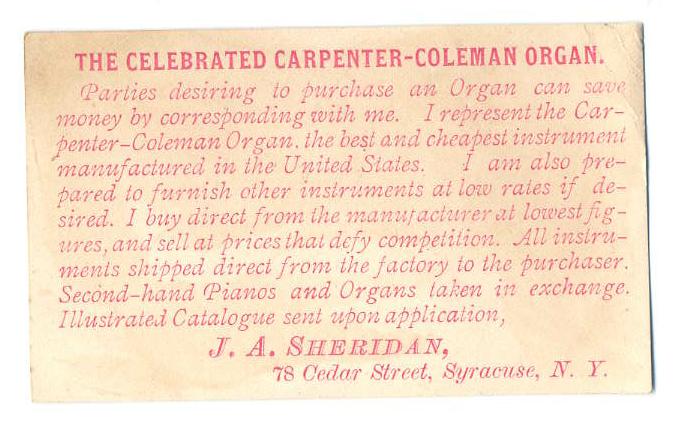 THE CELEBRATED CARPENTER-COLEMAN ORGAN.
Parties desiring to purchase an Organ can save
money by corresponding with me. I represent the Car-
penter-Coleman Organ. the best and cheapest instrument
manufactured in the United States. I am also pre-
pared to furnish other instruments at low rates if de-
sired. I buy direct from the manufacturer at lowest fig-
ures, and sell at prices that defy competition. All instru-
ments shipped direct from the factory to the purchaser.
Second-hand Pianos and Organs taken in exchange.
Illustrated Catalogue sent upon application,
J. A. SHERIDAN,
78 Cedar Street, Syracuse, N. Y.